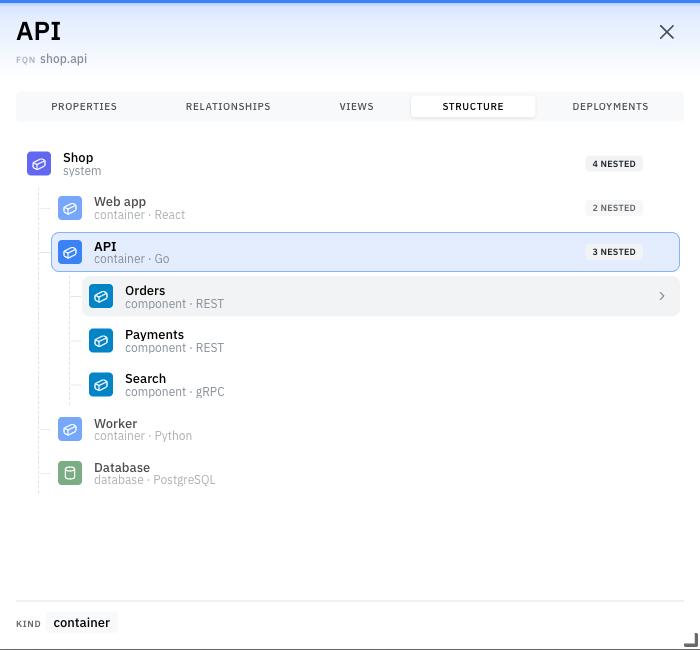 API
FQN shop.api
PROPERTIES RELATIONSHIPS VIEWS STRUCTURE DEPLOYMENTS
Shop
system
4 NESTED
Web app
container · React
2 NESTED
API
container · Go
3 NESTED
Orders
component · REST
Payments
component · REST
Search
component · gRPC
Worker
container · Python
Database
database · PostgreSQL
KIND container